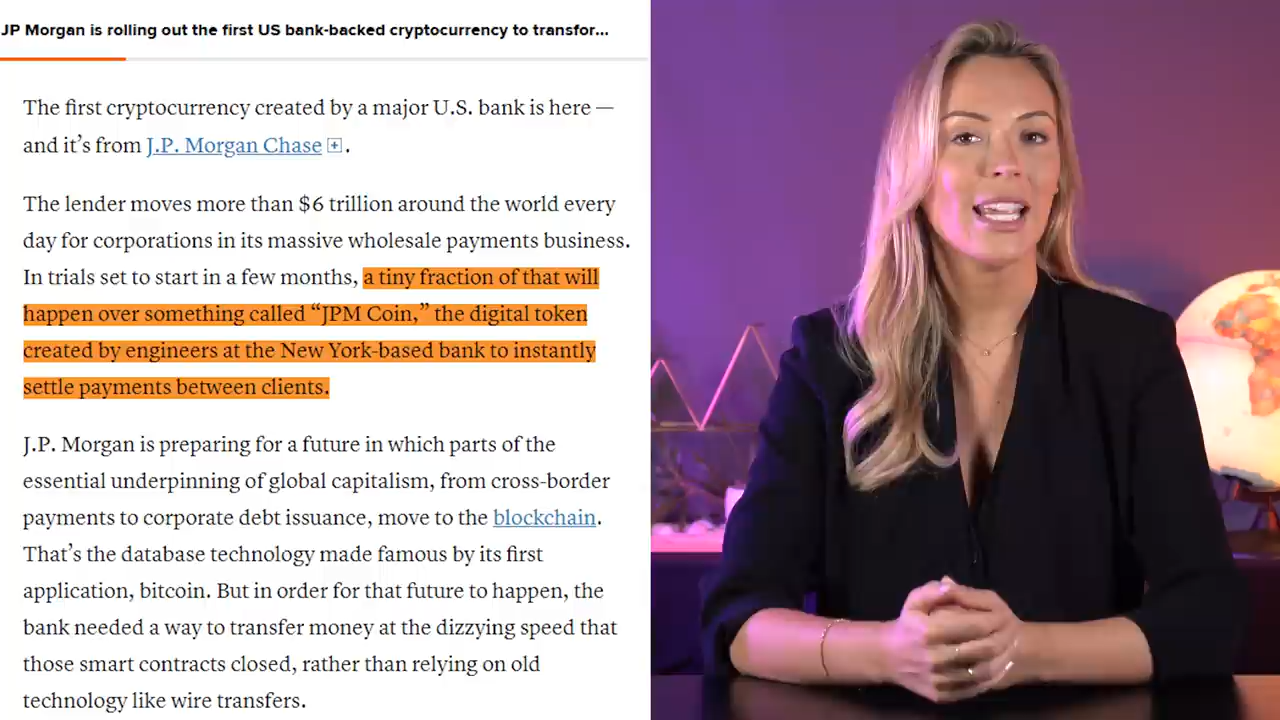 JP Morgan is rolling out the first US bank-backed cryptocurrency to transfor...
The first cryptocurrency created by a major U.S. bank is here —
and it’s from J.P. Morgan Chase + .
The lender moves more than $6 trillion around the world every
day for corporations in its massive wholesale payments business.
In trials set to start in a few months, a tiny fraction of that will
happen over something called “JPM Coin,” the digital token
created by engineers at the New York-based bank to instantly
settle payments between clients.
J.P. Morgan is preparing for a future in which parts of the
essential underpinning of global capitalism, from cross-border
payments to corporate debt issuance, move to the blockchain.
That’s the database technology made famous by its first
application, bitcoin. But in order for that future to happen, the
bank needed a way to transfer money at the dizzying speed that
those smart contracts closed, rather than relying on old
technology like wire transfers.